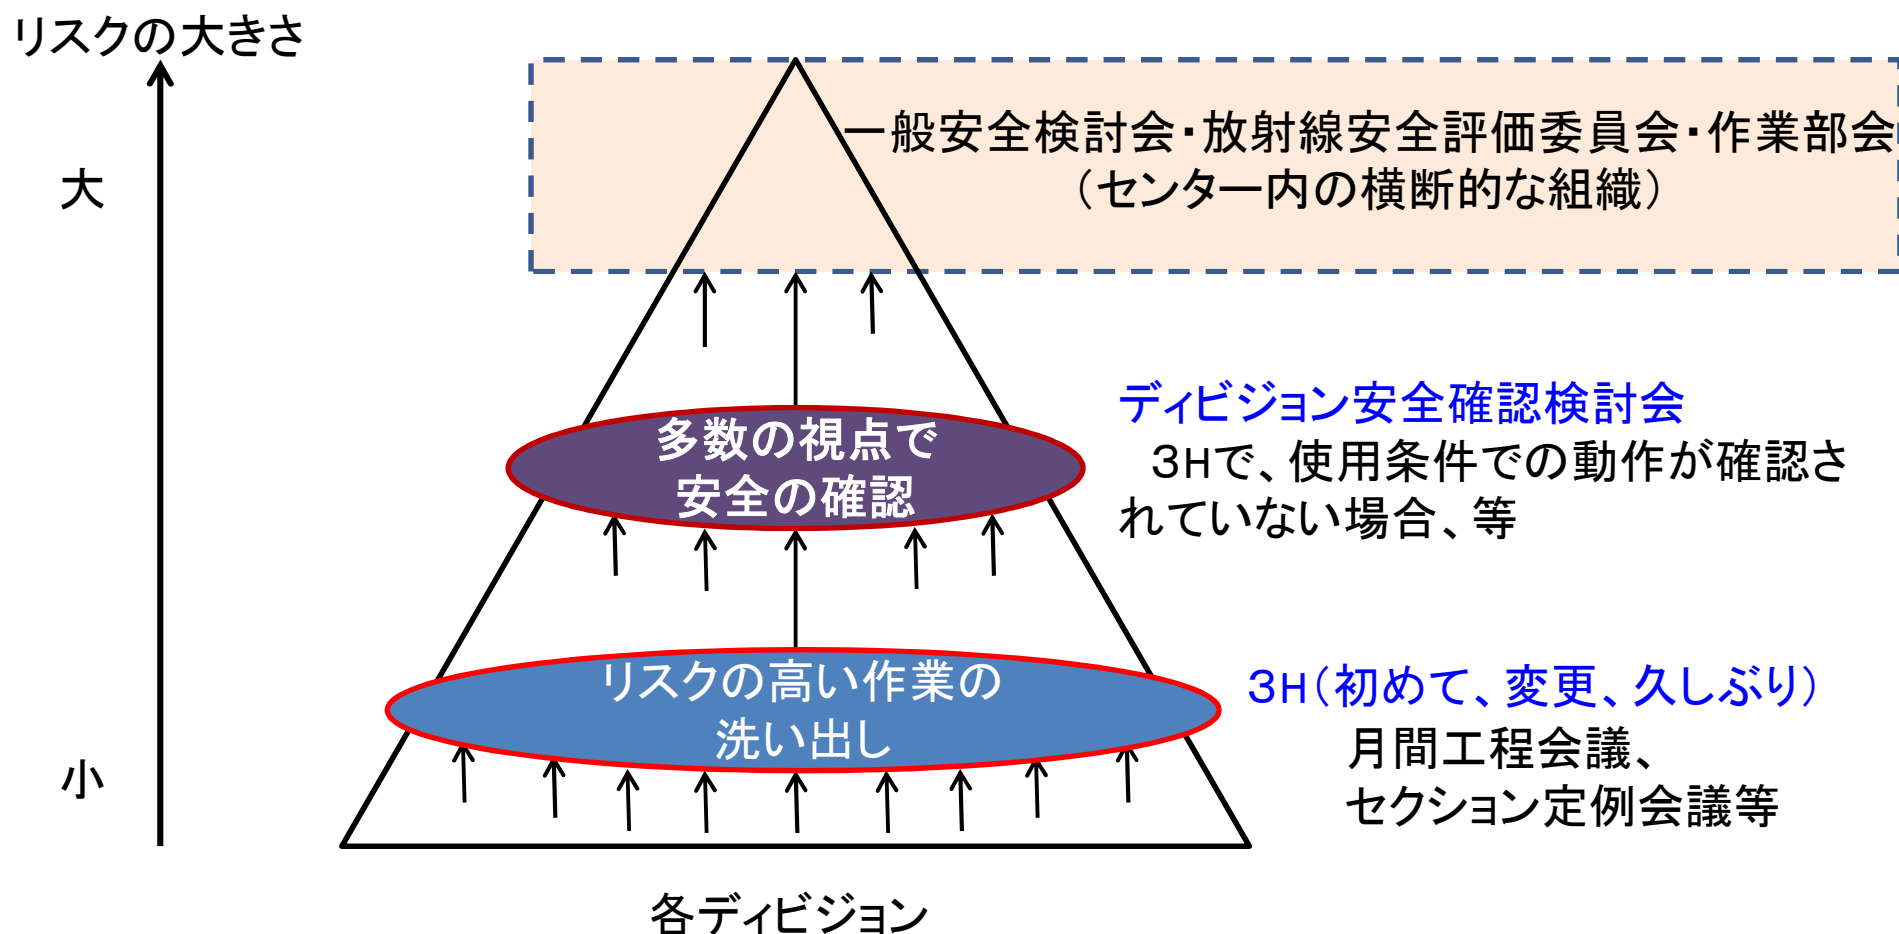 リスクの大きさ
大
一般安全検討会・放射線安全評価委員会・作業部会
（センター内の横断的な組織）
多数の視点で
安全の確認
ディビジョン安全確認検討会
３Hで、使用条件での動作が確認さ
れていない場合、等
リスクの高い作業の
洗い出し
３H（初めて、変更、久しぶり）
月間工程会議、
セクション定例会議等
小
各ディビジョン